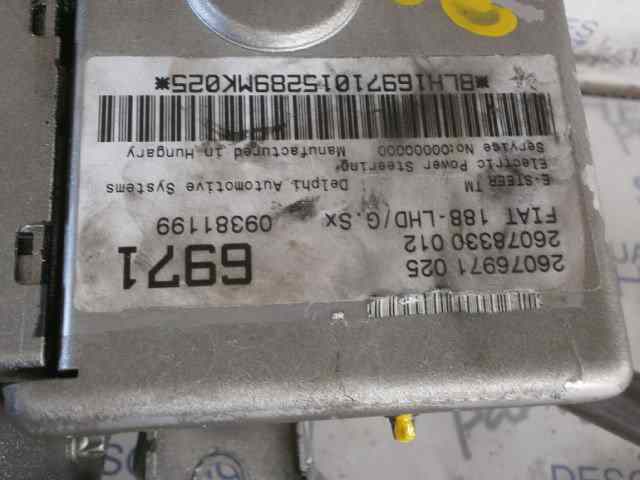 26076971 025
26078330 012
6971
FIAT 188-LHD/G.Sx 09381199
E-STEER TM Delphi Automotive Systems
Electric Power Steering
Service No:00000000 Manufactured in Hungary
*BLH16971015289MK025*